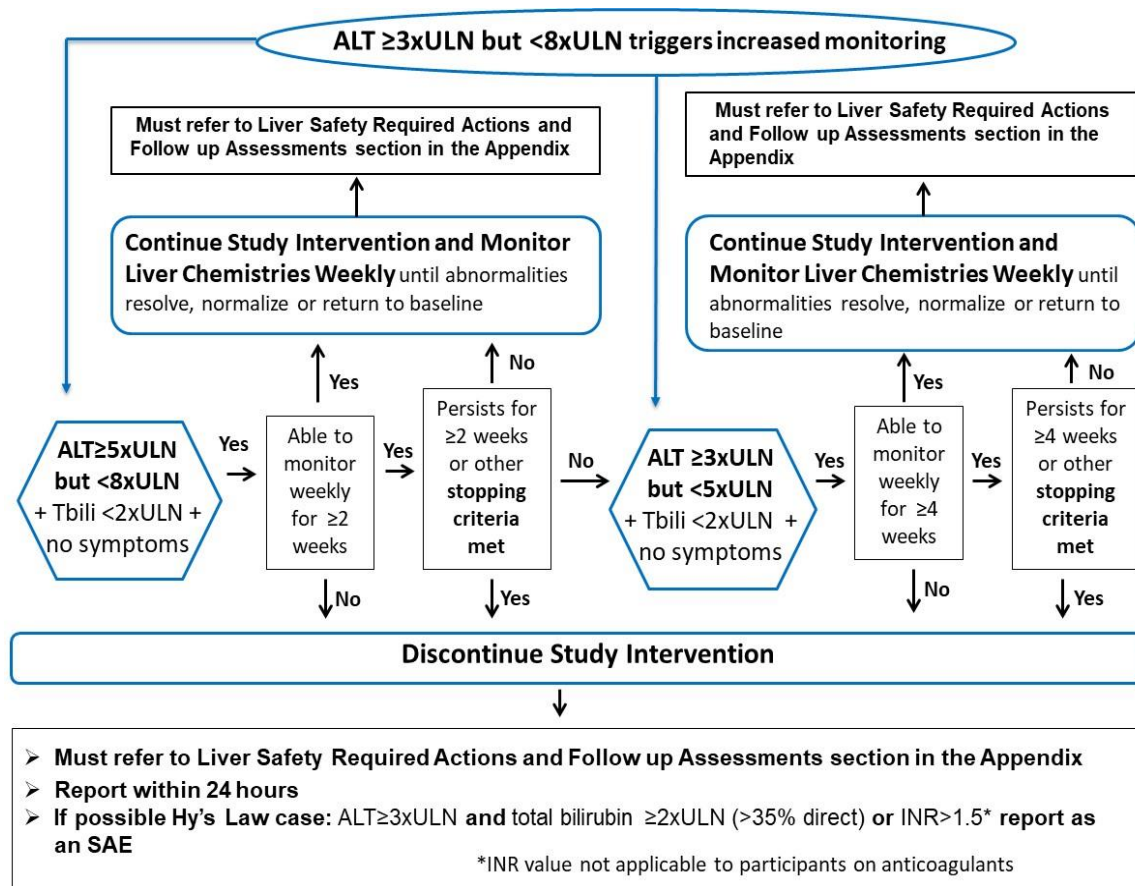 ALT ≥3xULN but <8xULN triggers increased monitoring
Must refer to Liver Safety Required Actions and
Follow up Assessments section in the Appendix
Must refer to Liver Safety Required Actions
and Follow up Assessments section in the
Appendix
Continue Study Intervention and Monitor
Liver Chemistries Weekly until abnormalities
resolve, normalize or return to baseline
Continue Study Intervention and
Monitor Liver Chemistries Weekly until
abnormalities resolve, normalize or return to
baseline
Yes
No
Yes
No
ALT≥5xULN
but <8xULN
+ Tbili <2xULN +
no symptoms
Yes
Able to
monitor
weekly
for ≥2
weeks
Yes
Persists for
≥2 weeks
or other
stopping
criteria
met
No
ALT ≥3xULN
but <5xULN
+ Tbili <2xULN +
no symptoms
Yes
Able to
monitor
weekly
for ≥4
weeks
Yes
Persists for
≥4 weeks
or other
stopping
criteria
met
No
Yes
No
Yes
Discontinue Study Intervention
➢ Must refer to Liver Safety Required Actions and Follow up Assessments section in the Appendix
➢ Report within 24 hours
➢ If possible Hy's Law case: ALT≥3xULN and total bilirubin ≥2xULN (>35% direct) or INR>1.5* report as
an SAE
*INR value not applicable to participants on anticoagulants